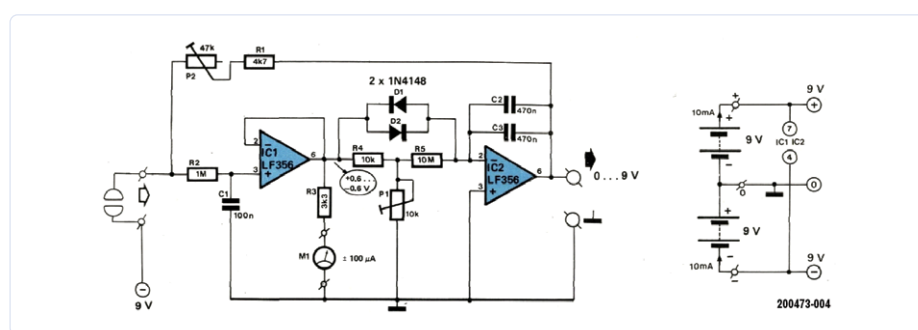 47k
P2
R1
4k7
2 x 1N4148
D1
D2
C2
470n
C3
470n
R2
1M
C1
100n
2
3
6
IC1
LF356
R4
10k
R5
10M
+0.6...
−0.6 V
P1
10k
R3
3k3
M1
± 100 µA
2
3
6
IC2
LF356
0 ... 9 V
9 V
9 V
10mA
+
9 V
7
IC1 IC2
4
0
0
9 V
10mA
9 V
200473-004